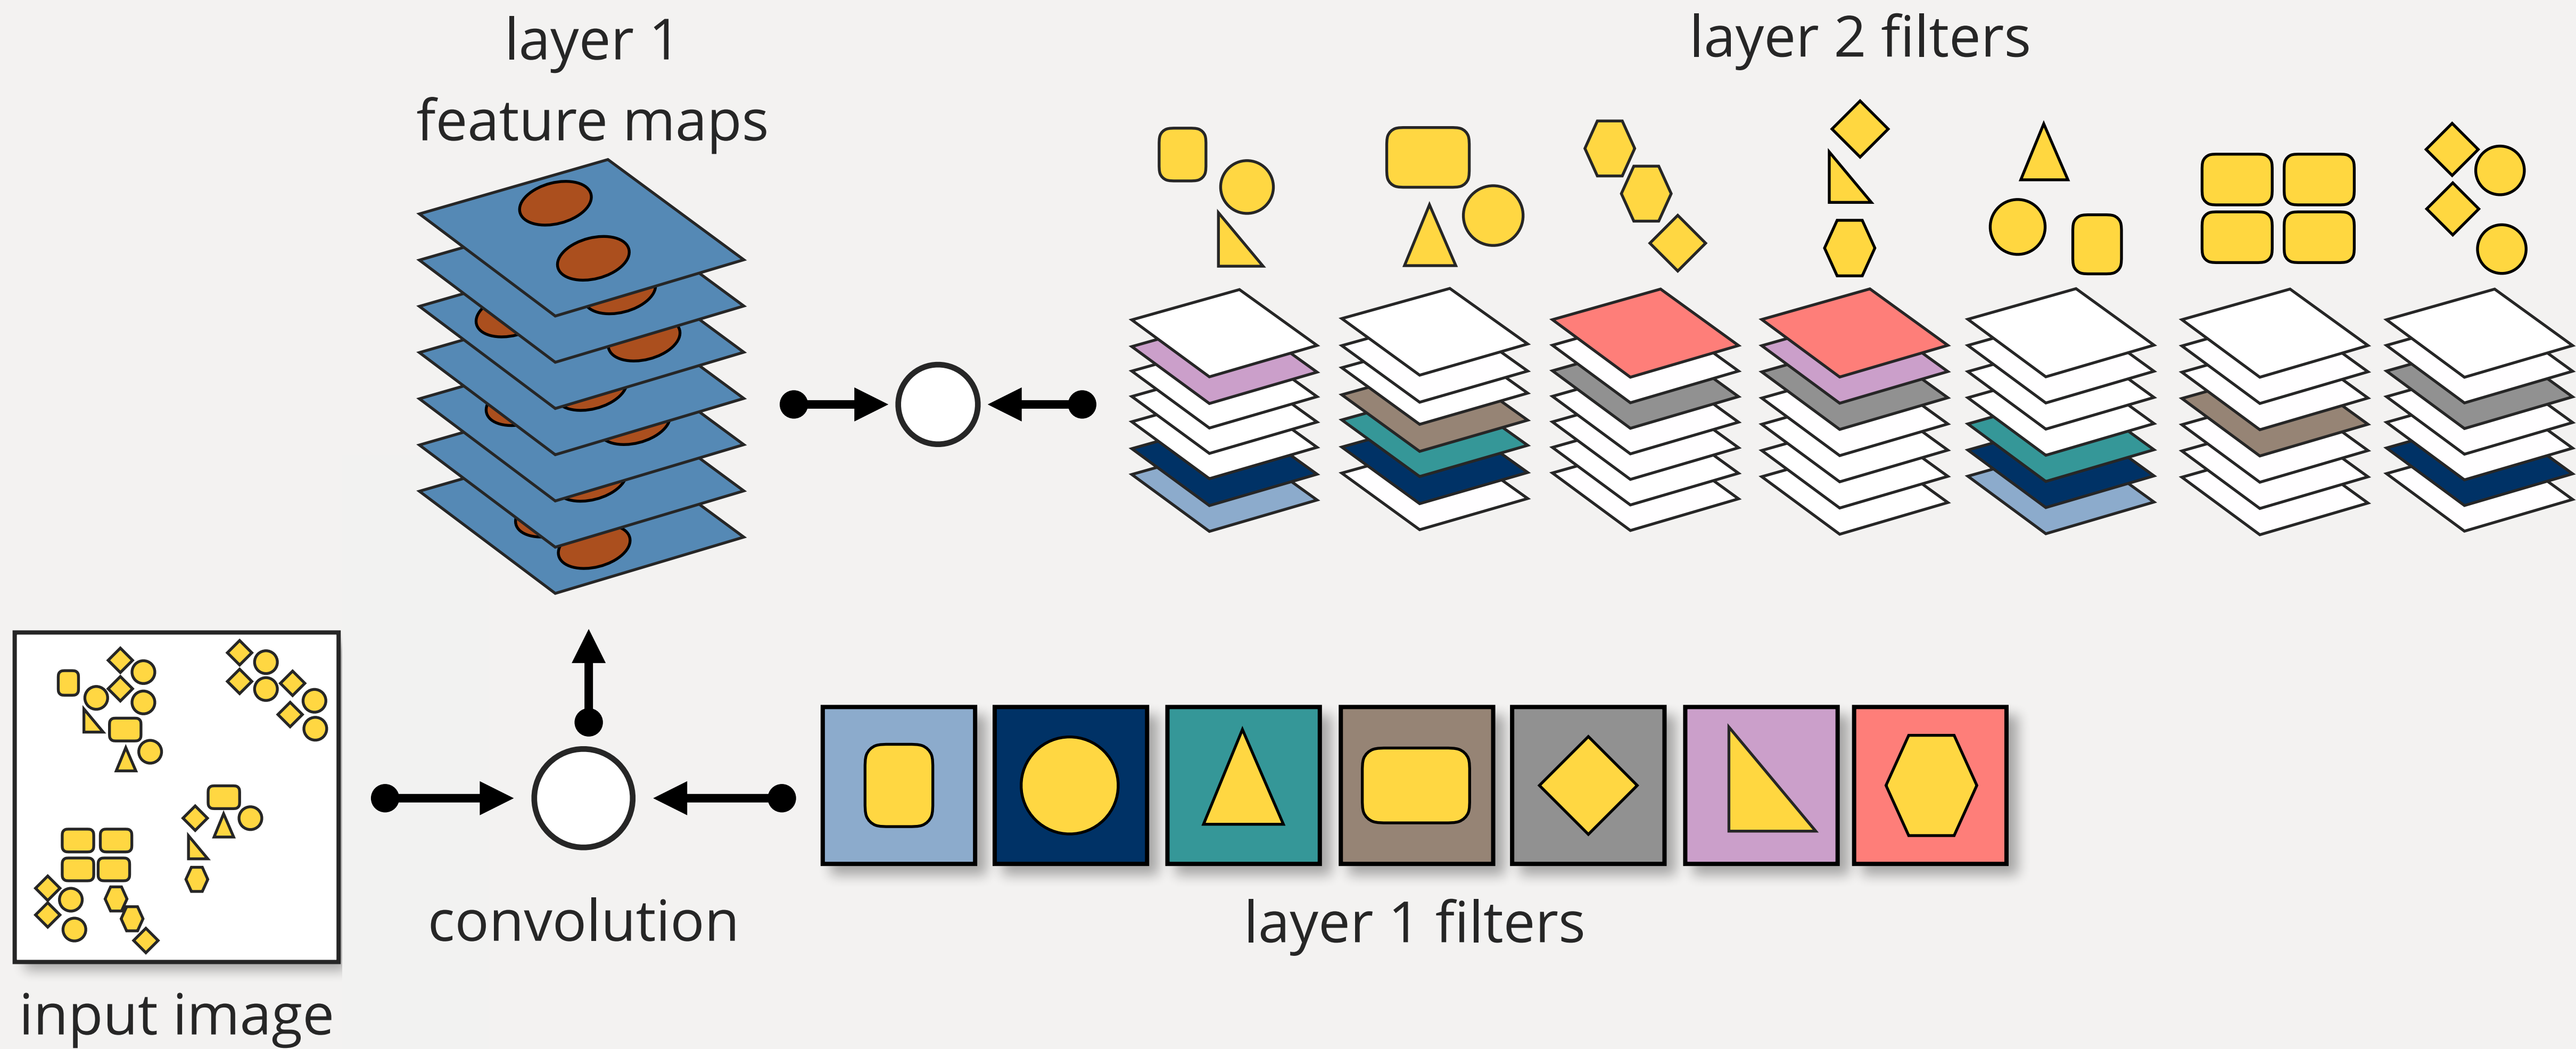 layer 1
feature maps
layer 2 filters
convolution
layer 1 filters
input image